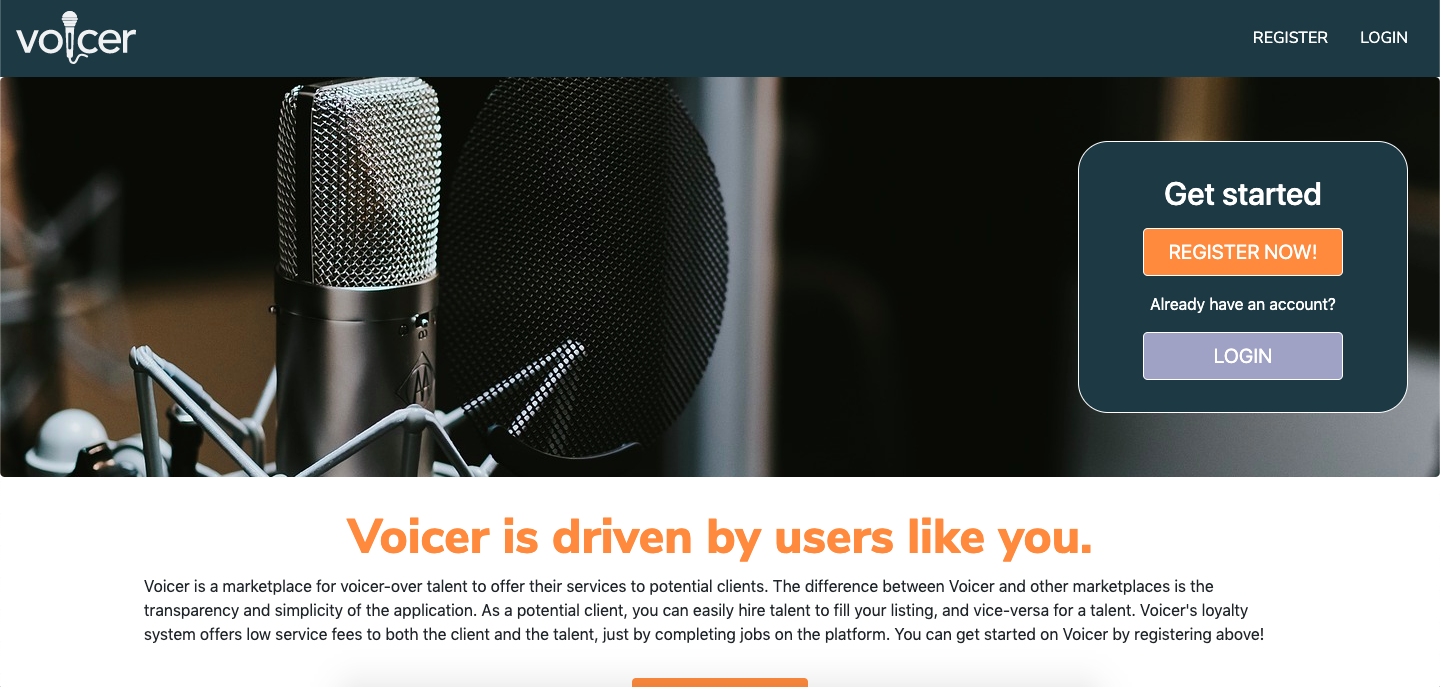 voicer
REGISTER
LOGIN
Get started
REGISTER NOW!
Already have an account?
LOGIN
Voicer is driven by users like you.
Voicer is a marketplace for voicer-over talent to offer their services to potential clients. The difference between Voicer and other marketplaces is the
transparency and simplicity of the application. As a potential client, you can easily hire talent to fill your listing, and vice-versa for a talent. Voicer's loyalty
system offers low service fees to both the client and the talent, just by completing jobs on the platform. You can get started on Voicer by registering above!